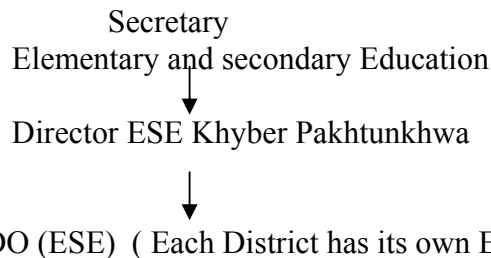 Secretary
Elementary and secondary Education
Director ESE Khyber Pakhtunkhwa
DO (ESE) ( Each District has its own E